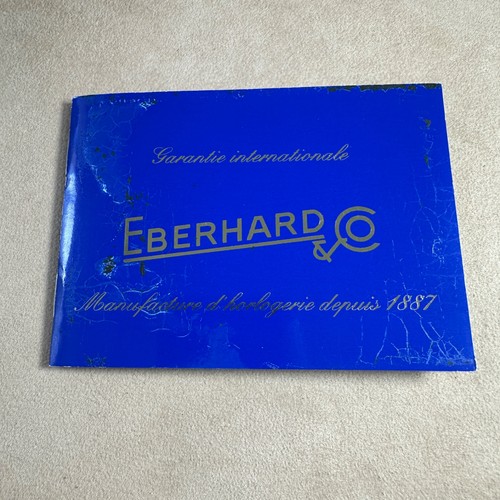 Garantie internationale
EBERHARD & CO
Manufacture d'horlogerie depuis 1887